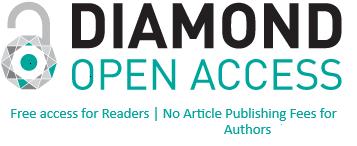 DIAMOND
OPEN ACCESS
Free access for Readers | No Article Publishing Fees for
Authors